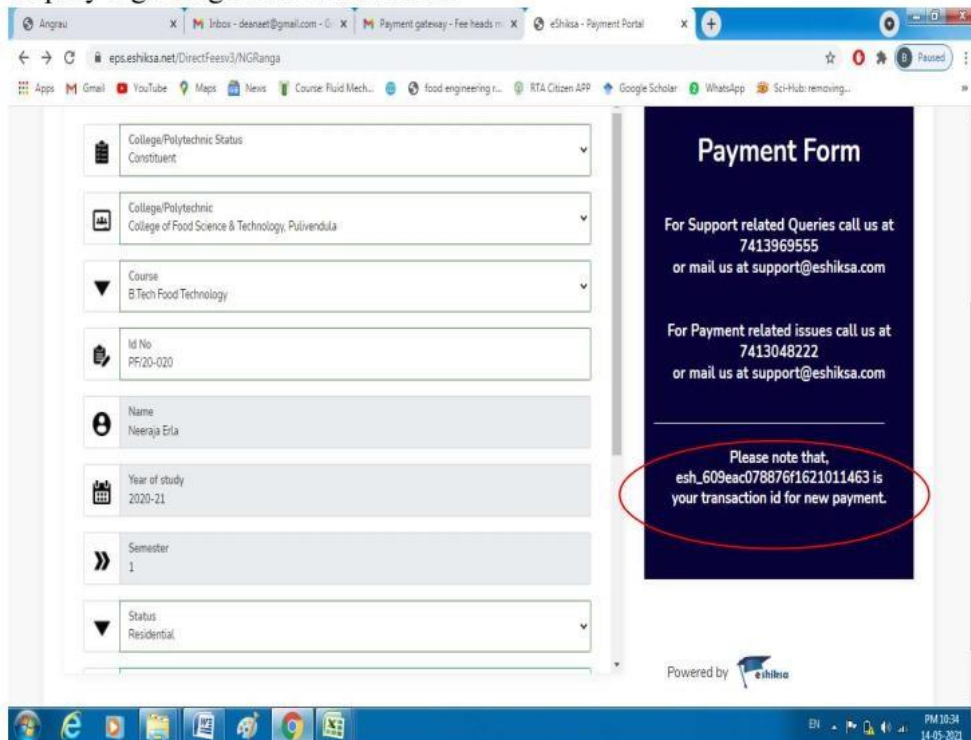 Angrau
Inbox - deanaet@gmail.com - G
Payment gateway - Fee heads m
eShiksa - Payment Portal
eps.eshiksa.net/DirectFeesv3/NGRanga
Paused
Apps
Gmail
YouTube
Maps
News
Course: Fluid Mech...
food engineering r...
RTA Citizen APP
Google Scholar
WhatsApp
Sci-Hub: removing...
College/Polytechnic Status
Constituent
College/Polytechnic
College of Food Science & Technology, Pulivendula
Course
B.Tech Food Technology
Id No
PF/20-020
Name
Neeraja Erla
Year of study
2020-21
Semester
1
Status
Residential
Payment Form
For Support related Queries call us at
7413969555
or mail us at support@eshiksa.com
For Payment related issues call us at
7413048222
or mail us at support@eshiksa.com
Please note that,
esh_609eac078876f1621011463 is
your transaction id for new payment.
Powered by eshiksa
EN
PM 10:34
14-05-2021